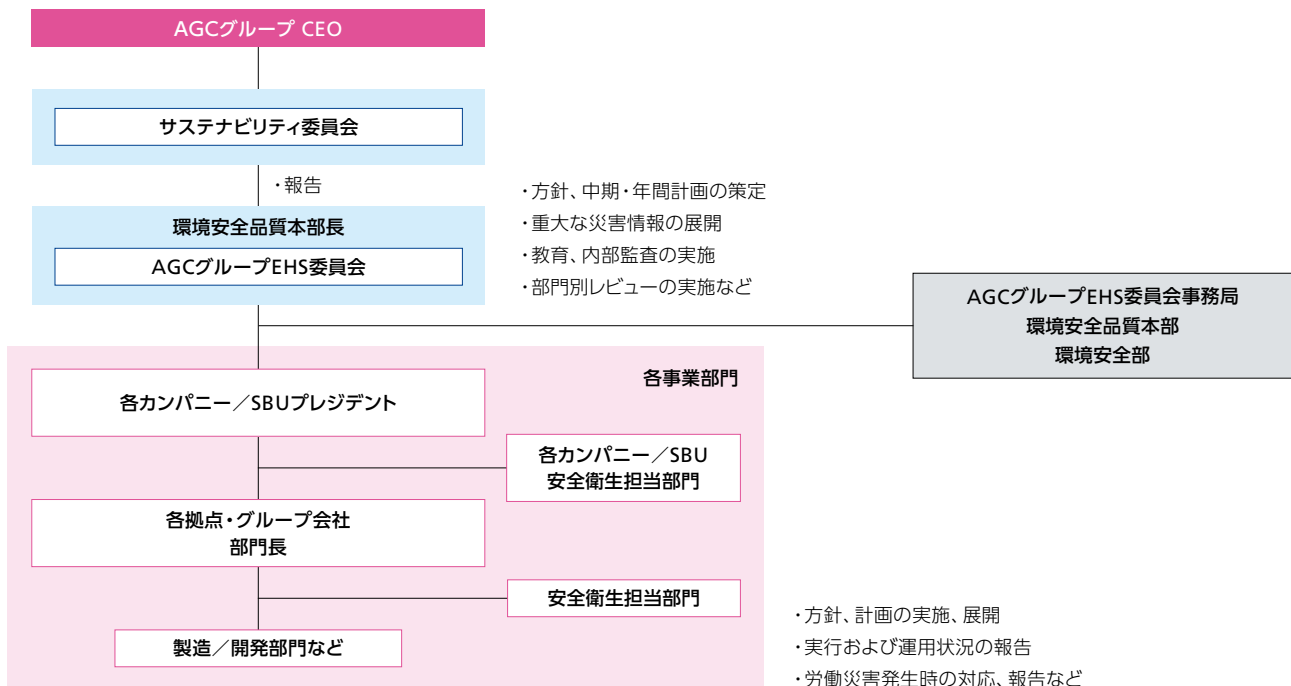 AGCグループ CEO
サステナビリティ委員会
・報告
環境安全品質本部長
AGCグループEHS委員会
・方針、中期・年間計画の策定
・重大な災害情報の展開
・教育、内部監査の実施
・部門別レビューの実施など
AGCグループEHS委員会事務局
環境安全品質本部
環境安全部
各事業部門
各カンパニー／SBUプレジデント
各カンパニー／SBU
安全衛生担当部門
各拠点・グループ会社
部門長
安全衛生担当部門
製造／開発部門など
・方針、計画の実施、展開
・実行および運用状況の報告
・労働災害発生時の対応、報告など